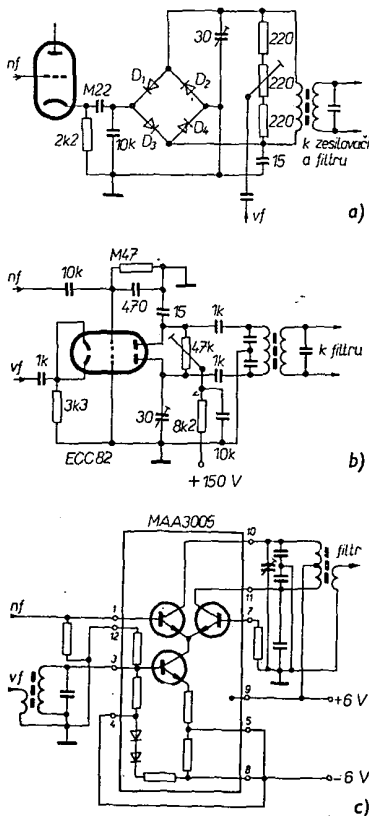 nf
M22
2k2
10k
D1
D2
D3
D4
30
220
220
220
15
k zesilovači
a filtru
vf
a)
M47
10k
nf
470
15
1k
47k
vf
1k
1k
k filtru
3k3
30
8k2
10k
ECC82
+150 V
b)
MAA3005
10
filtr
nf
1
12
11
7
vf
3
4
9
+6 V
5
8
-6 V
c)